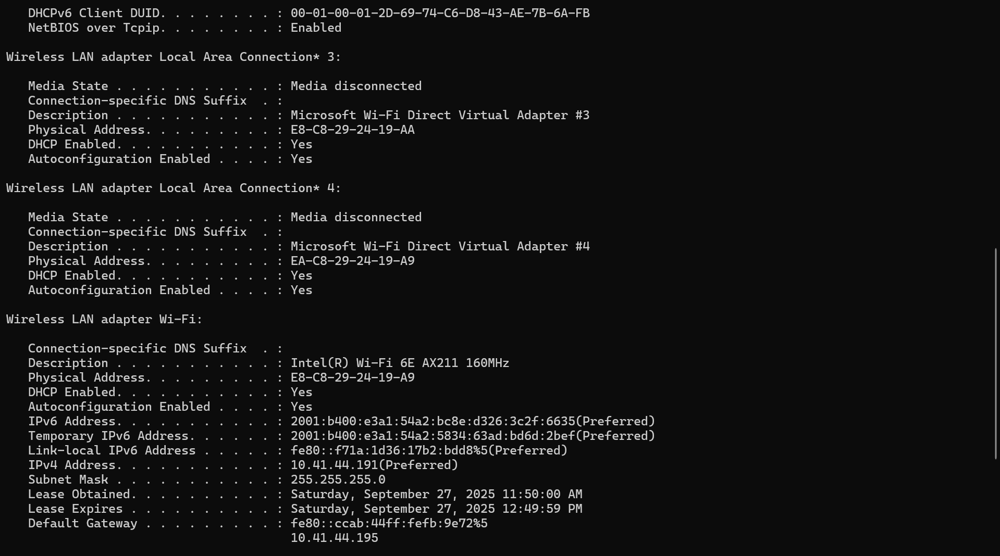 DHCPv6 Client DUID. . . . . . . . : 00-01-00-01-2D-69-74-C6-D8-43-AE-7B-6A-FB
NetBIOS over Tcpip. . . . . . . . : Enabled
Wireless LAN adapter Local Area Connection* 3:
Media State . . . . . . . . . . . : Media disconnected
Connection-specific DNS Suffix  . :
Description . . . . . . . . . . . : Microsoft Wi-Fi Direct Virtual Adapter #3
Physical Address. . . . . . . . . : E8-C8-29-24-19-AA
DHCP Enabled. . . . . . . . . . . : Yes
Autoconfiguration Enabled . . . . : Yes
Wireless LAN adapter Local Area Connection* 4:
Media State . . . . . . . . . . . : Media disconnected
Connection-specific DNS Suffix  . :
Description . . . . . . . . . . . : Microsoft Wi-Fi Direct Virtual Adapter #4
Physical Address. . . . . . . . . : EA-C8-29-24-19-A9
DHCP Enabled. . . . . . . . . . . : Yes
Autoconfiguration Enabled . . . . : Yes
Wireless LAN adapter Wi-Fi:
Connection-specific DNS Suffix  . :
Description . . . . . . . . . . . : Intel(R) Wi-Fi 6E AX211 160MHz
Physical Address. . . . . . . . . : E8-C8-29-24-19-A9
DHCP Enabled. . . . . . . . . . . : Yes
Autoconfiguration Enabled . . . . : Yes
IPv6 Address. . . . . . . . . . . : 2001:b400:e3a1:54a2:bc8e:d326:3c2f:6635(Preferred)
Temporary IPv6 Address. . . . . . : 2001:b400:e3a1:54a2:5834:63ad:bd6d:2bef(Preferred)
Link-local IPv6 Address . . . . . : fe80::f71a:1d36:17b2:bdd8%5(Preferred)
IPv4 Address. . . . . . . . . . . : 10.41.44.191(Preferred)
Subnet Mask . . . . . . . . . . . : 255.255.255.0
Lease Obtained. . . . . . . . . . : Saturday, September 27, 2025 11:50:00 AM
Lease Expires . . . . . . . . . . : Saturday, September 27, 2025 12:49:59 PM
Default Gateway . . . . . . . . . : fe80::ccab:44ff:fefb:9e72%5
10.41.44.195